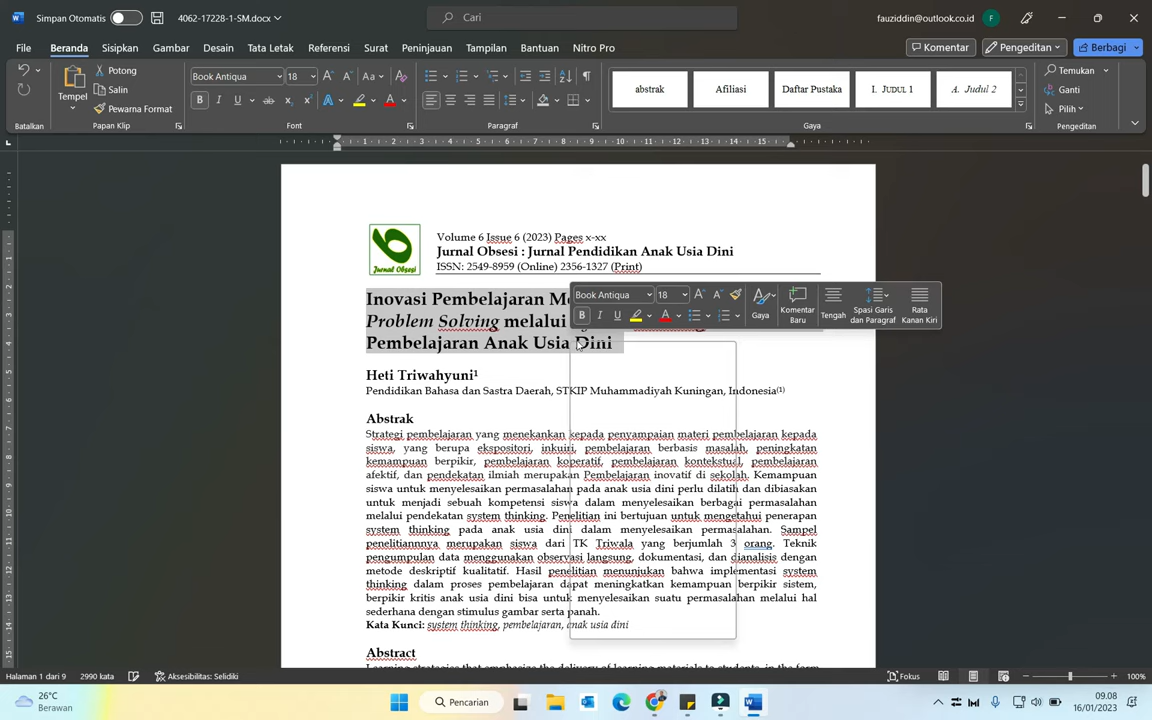 Simpan Otomatis
4062-17228-1-SM.docx
Cari
fauziddin@outlook.co.id
F
File Beranda Sisipkan Gambar Desain Tata Letak Referensi Surat Peninjauan Tampilan Bantuan Nitro Pro
Komentar
Pengeditan
Berbagi
Tempel
Potong
Salin
Pewarna Format
Book Antiqua
18
abstrak
Afiliasi
Daftar Pustaka
I. JUDUL 1
A. Judul 2
Temukan
Ganti
Pilih
Batalkan
Papan Klip
Font
Paragraf
Gaya
Pengeditan
Volume 6 Issue 6 (2023) Pages x-xx
Jurnal Obsesi : Jurnal Pendidikan Anak Usia Dini
ISSN: 2549-8959 (Online) 2356-1327 (Print)
Jurnal Obsesi
Inovasi Pembelajaran
Problem Solving melalui
Pembelajaran Anak Usia Dini
Book Antiqua
18
Gaya
Komentar Baru
Tengah
Spasi Garis dan Paragraf
Rata Kanan Kiri
Heti Triwahyuni¹
Pendidikan Bahasa dan Sastra Daerah, STKIP Muhammadiyah Kuningan, Indonesia⁽¹⁾
Abstrak
Strategi pembelajaran yang menekankan kepada penyampaian materi pembelajaran kepada
siswa, yang berupa ekspositori, inkuiri, pembelajaran berbasis masalah, peningkatan
kemampuan berpikir, pembelajaran koperatif, pembelajaran kontekstual, pembelajaran
afektif, dan pendekatan ilmiah merupakan Pembelajaran inovatif di sekolah. Kemampuan
siswa untuk menyelesaikan permasalahan pada anak usia dini perlu dilatih dan dibiasakan
untuk menjadi sebuah kompetensi siswa dalam menyelesaikan berbagai permasalahan
melalui pendekatan system thinking. Penelitian ini bertujuan untuk mengetahui penerapan
system thinking pada anak usia dini dalam menyelesaikan permasalahan. Sampel
penelitiannnya merupakan siswa dari TK Triwala yang berjumlah 3 orang. Teknik
pengumpulan data menggunakan observasi langsung, dokumentasi, dan dianalisis dengan
metode deskriptif kualitatif. Hasil penelitian menunjukan bahwa implementasi system
thinking dalam proses pembelajaran dapat meningkatkan kemampuan berpikir sistem,
berpikir kritis anak usia dini bisa untuk menyelesaikan suatu permasalahan melalui hal
sederhana dengan stimulus gambar serta panah.
Kata Kunci: system thinking, pembelajaran, anak usia dini
Abstract
Learning strategies that emphasize the delivery of learning materials to students, in the form
Halaman 1 dari 9
2990 kata
Aksesibilitas: Selidiki
Fokus
100%
26°C
Berawan
Pencarian
09.08
16/01/2023